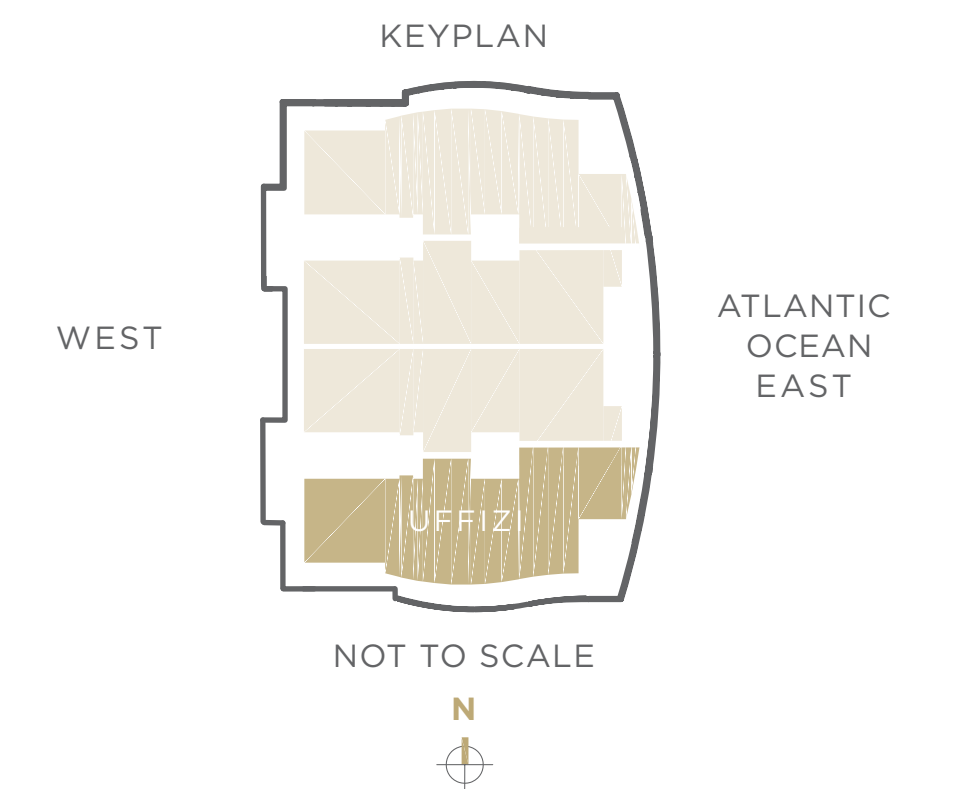 KEYPLAN
WEST
ATLANTIC
OCEAN
EAST
UFFIZI
NOT TO SCALE
N